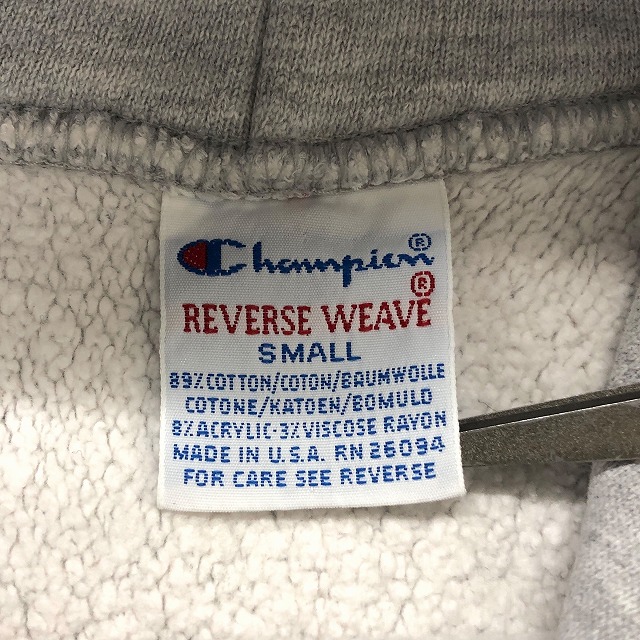 Champion®
REVERSE WEAVE®
SMALL
89% COTTON/COTON/BAUMWOLLE
COTONE/KATOEN/BOMULD
8% ACRYLIC-3% VISCOSE RAYON
MADE IN U.S.A. RN 26094
FOR CARE SEE REVERSE